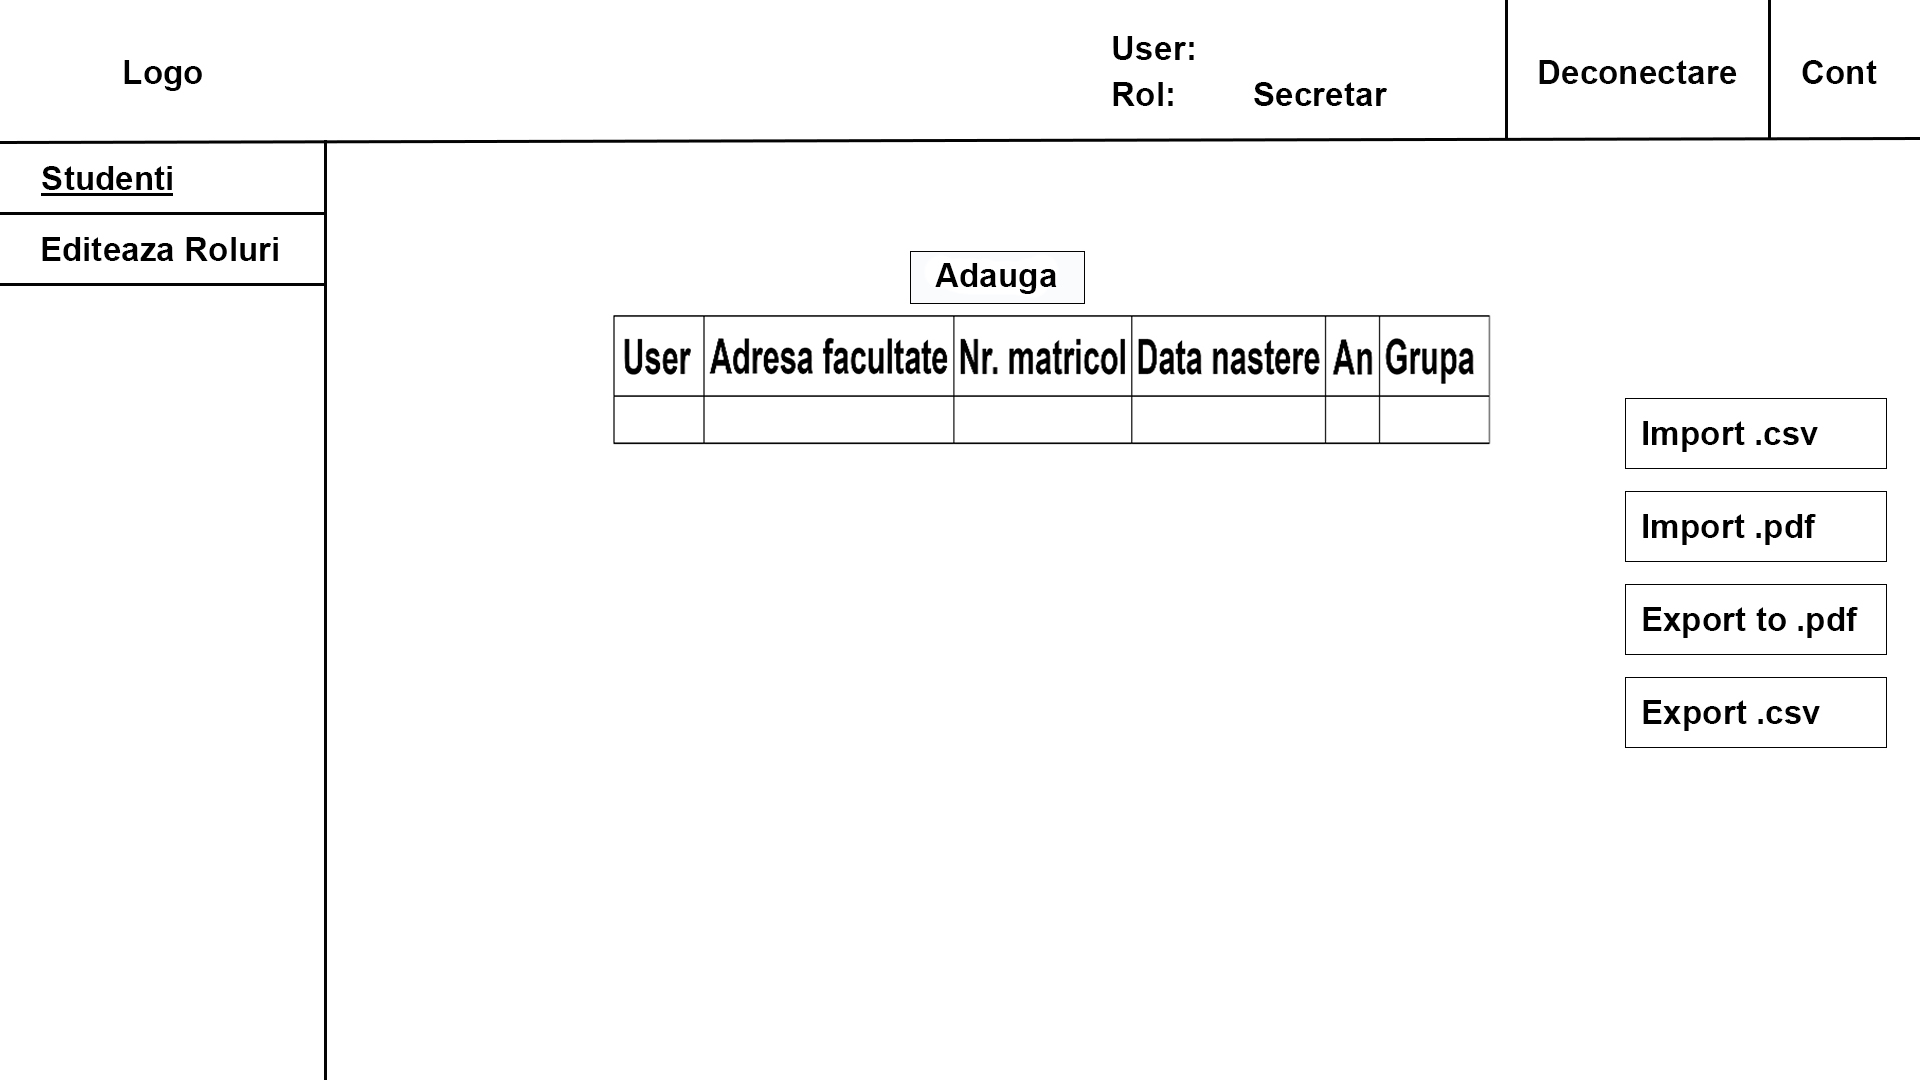 Logo
User:
Rol: Secretar
Deconectare
Cont
Studenti
Editeaza Roluri
Adauga
User Adresa facultate Nr. matricol Data nastere An Grupa
Import .csv
Import .pdf
Export to .pdf
Export .csv